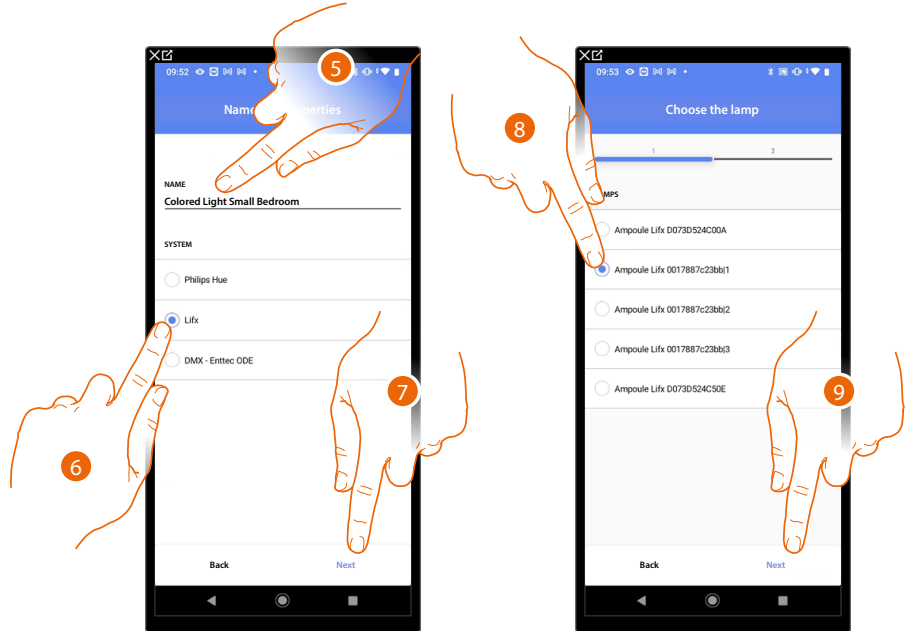 5
09:52
Name
erties
NAME
Colored Light Small Bedroom
SYSTEM
Philips Hue
Lifx
DMX - Enttec ODE
6
7
Back
Next
8
09:53
Choose the lamp
1
2
MPS
Ampoule Lifx D073D524C00A
Ampoule Lifx 0017887c23bb|1
Ampoule Lifx 0017887c23bb|2
Ampoule Lifx 0017887c23bb|3
Ampoule Lifx D073D524C50E
9
Back
Next